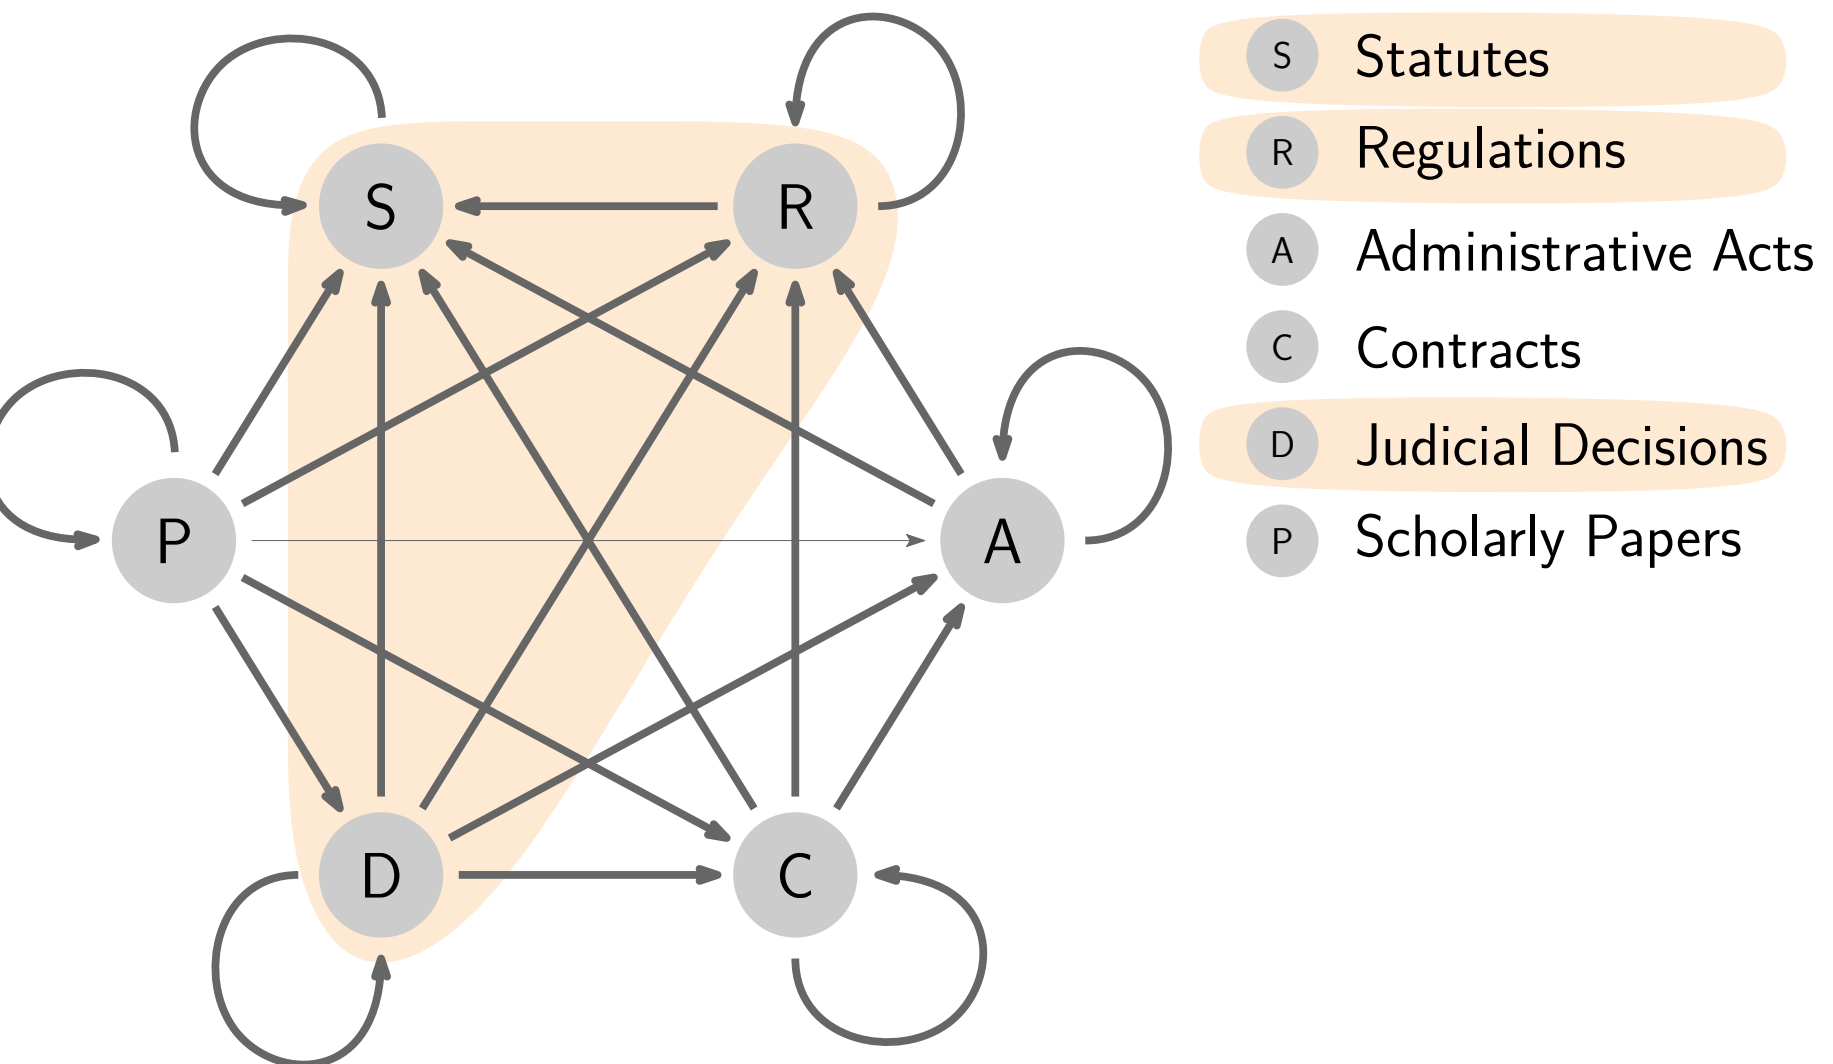 S
R
P
A
D
C
S Statutes
R Regulations
A Administrative Acts
C Contracts
D Judicial Decisions
P Scholarly Papers